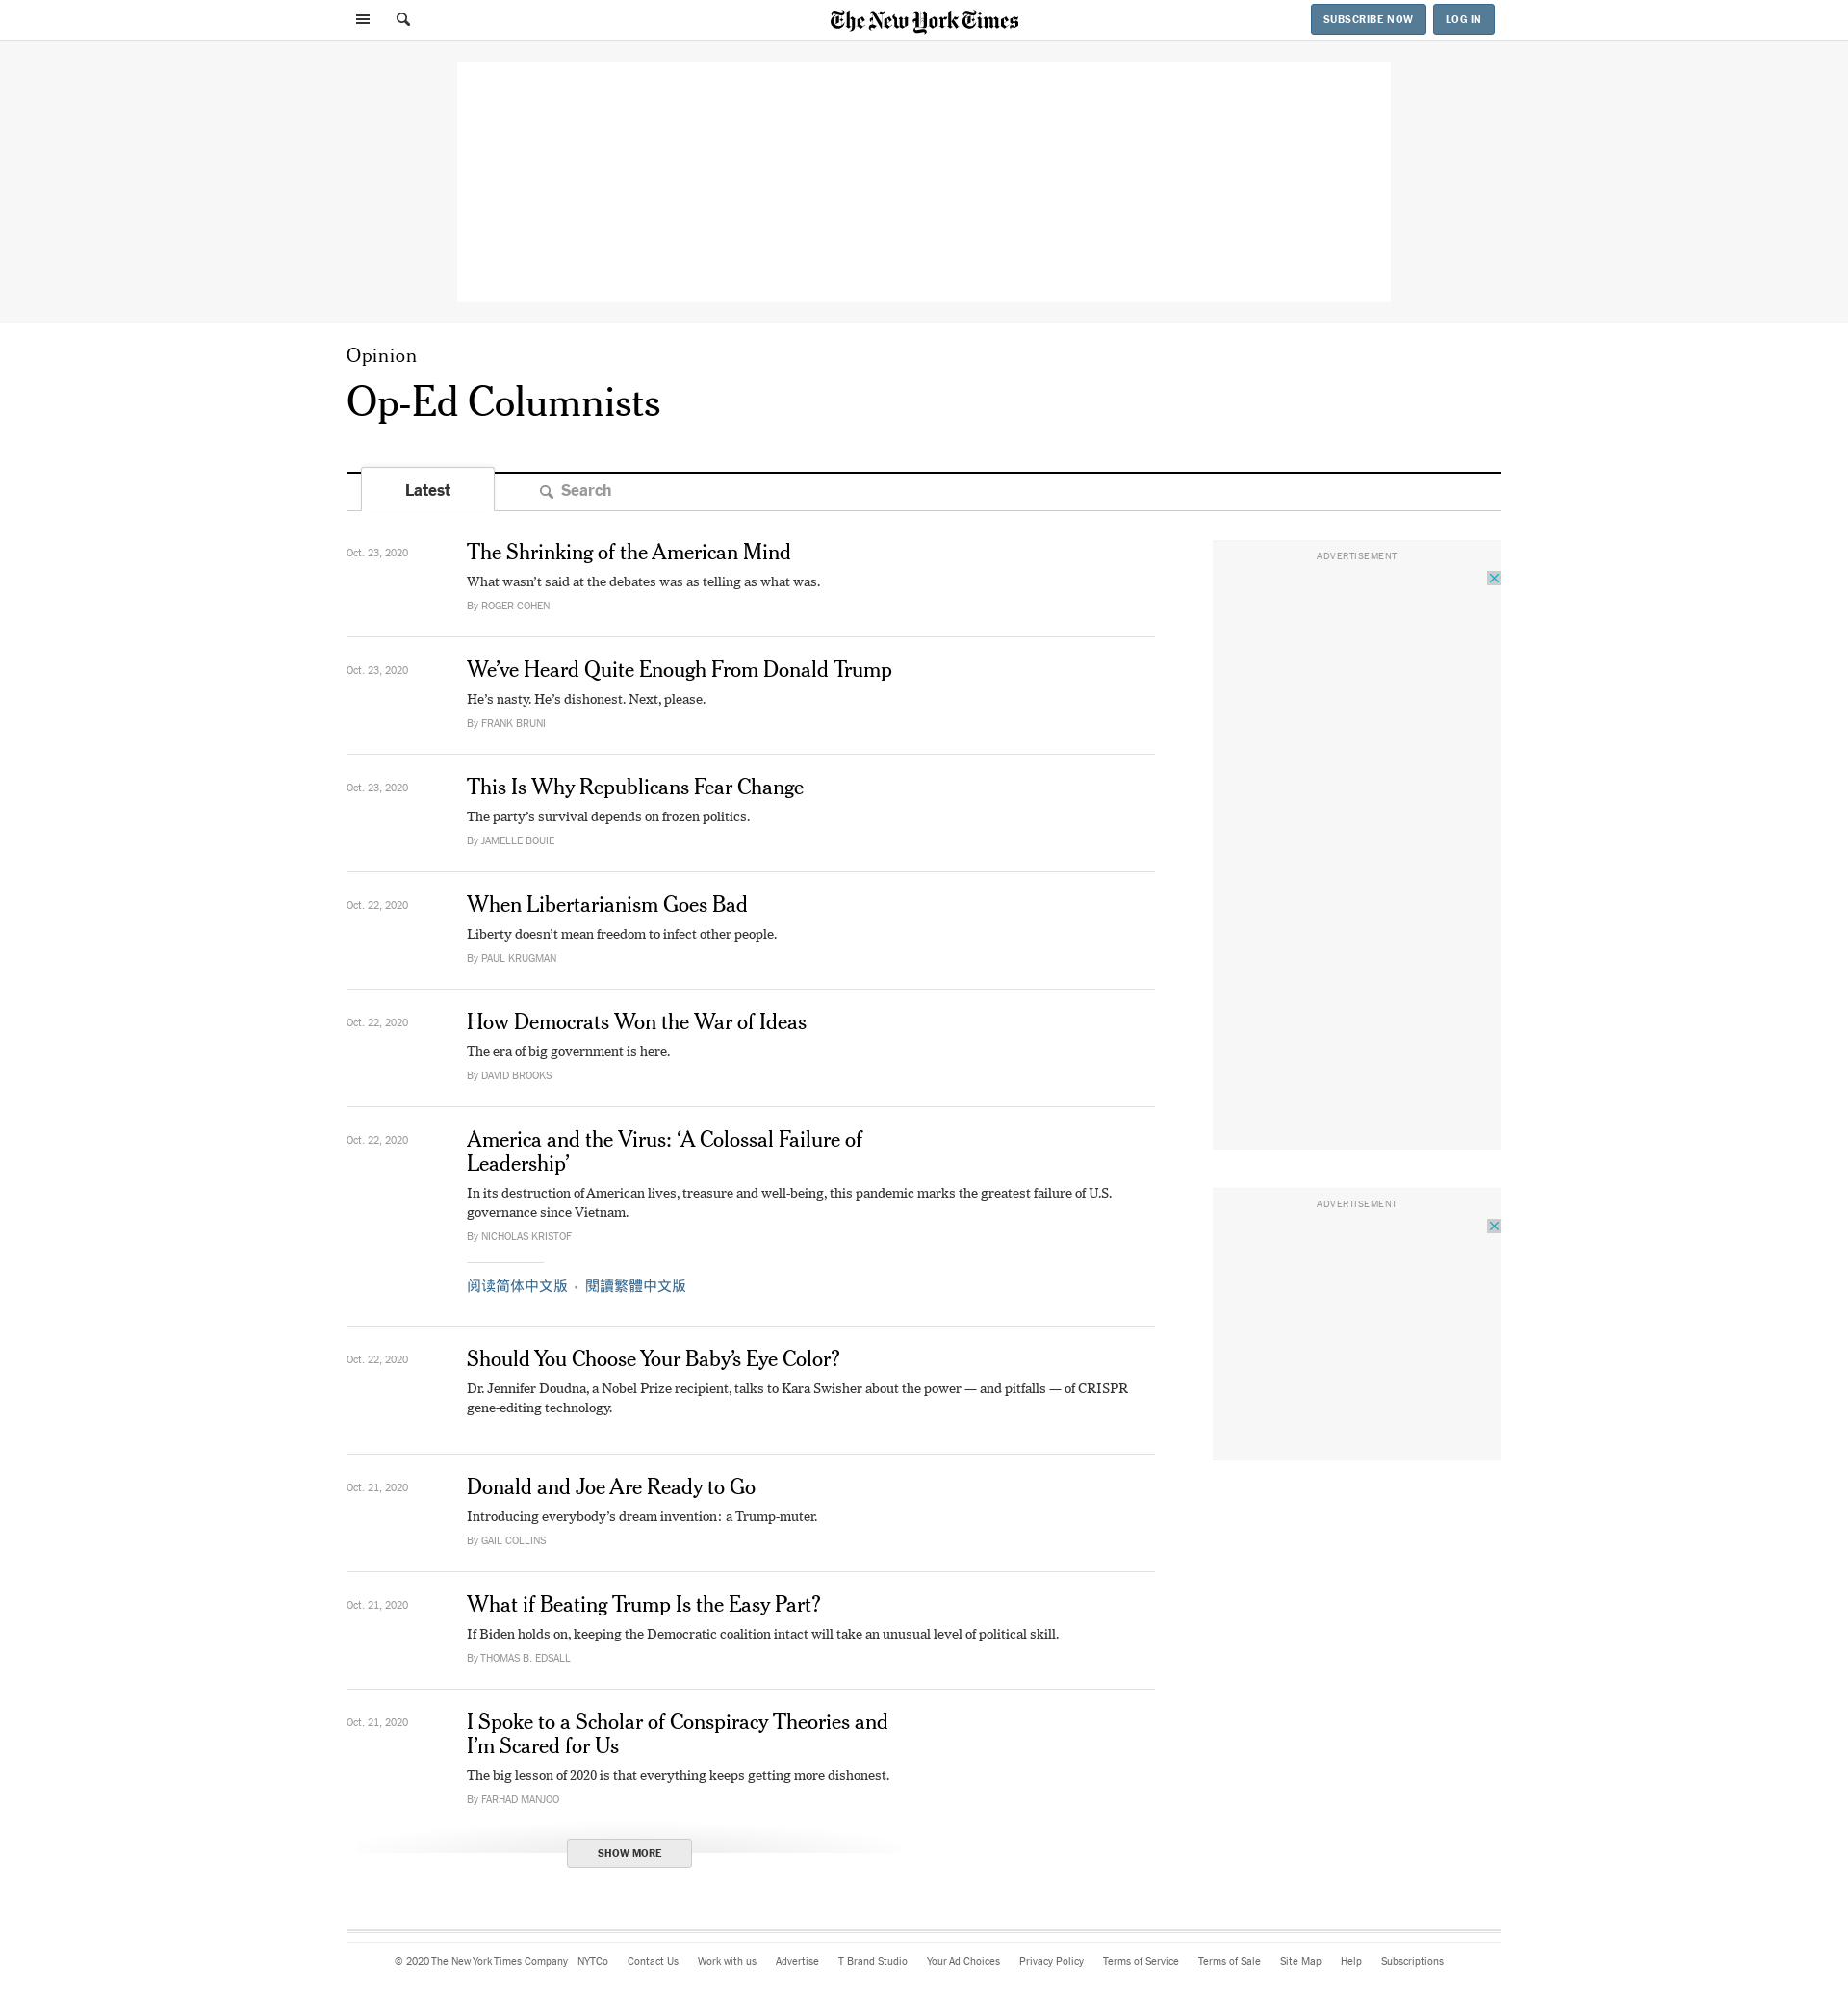 The New York Times
SUBSCRIBE NOW
LOG IN
Opinion
Op-Ed Columnists
Latest
Search
Oct. 23, 2020
The Shrinking of the American Mind
What wasn’t said at the debates was as telling as what was.
By ROGER COHEN
Oct. 23, 2020
We’ve Heard Quite Enough From Donald Trump
He’s nasty. He’s dishonest. Next, please.
By FRANK BRUNI
Oct. 23, 2020
This Is Why Republicans Fear Change
The party’s survival depends on frozen politics.
By JAMELLE BOUIE
Oct. 22, 2020
When Libertarianism Goes Bad
Liberty doesn’t mean freedom to infect other people.
By PAUL KRUGMAN
Oct. 22, 2020
How Democrats Won the War of Ideas
The era of big government is here.
By DAVID BROOKS
Oct. 22, 2020
America and the Virus: ‘A Colossal Failure of
Leadership’
In its destruction of American lives, treasure and well-being, this pandemic marks the greatest failure of U.S.
governance since Vietnam.
By NICHOLAS KRISTOF
阅读简体中文版 • 閱讀繁體中文版
Oct. 22, 2020
Should You Choose Your Baby’s Eye Color?
Dr. Jennifer Doudna, a Nobel Prize recipient, talks to Kara Swisher about the power — and pitfalls — of CRISPR
gene-editing technology.
Oct. 21, 2020
Donald and Joe Are Ready to Go
Introducing everybody’s dream invention: a Trump-muter.
By GAIL COLLINS
Oct. 21, 2020
What if Beating Trump Is the Easy Part?
If Biden holds on, keeping the Democratic coalition intact will take an unusual level of political skill.
By THOMAS B. EDSALL
Oct. 21, 2020
I Spoke to a Scholar of Conspiracy Theories and
I’m Scared for Us
The big lesson of 2020 is that everything keeps getting more dishonest.
By FARHAD MANJOO
SHOW MORE
ADVERTISEMENT
ADVERTISEMENT
© 2020 The New York Times Company NYTCo Contact Us Work with us Advertise T Brand Studio Your Ad Choices Privacy Policy Terms of Service Terms of Sale Site Map Help Subscriptions